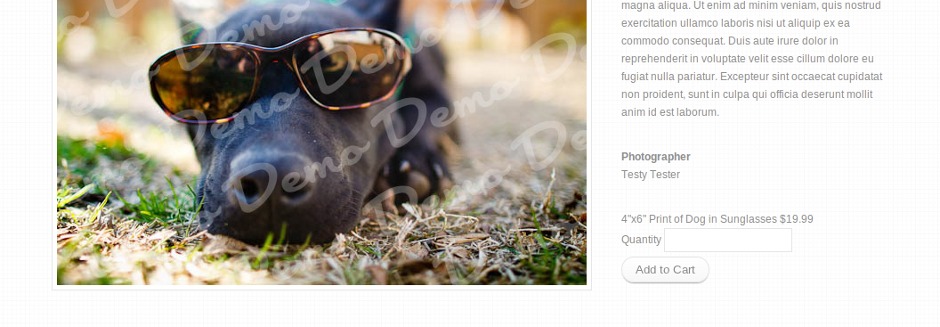 magna aliqua. Ut enim ad minim veniam, quis nostrud
exercitation ullamco laboris nisi ut aliquip ex ea
commodo consequat. Duis aute irure dolor in
reprehenderit in voluptate velit esse cillum dolore eu
fugiat nulla pariatur. Excepteur sint occaecat cupidatat
non proident, sunt in culpa qui officia deserunt mollit
anim id est laborum.
Photographer
Testy Tester
4"x6" Print of Dog in Sunglasses $19.99
Quantity
Add to Cart
Demo Demo Demo
Demo Demo Demo
Demo Demo